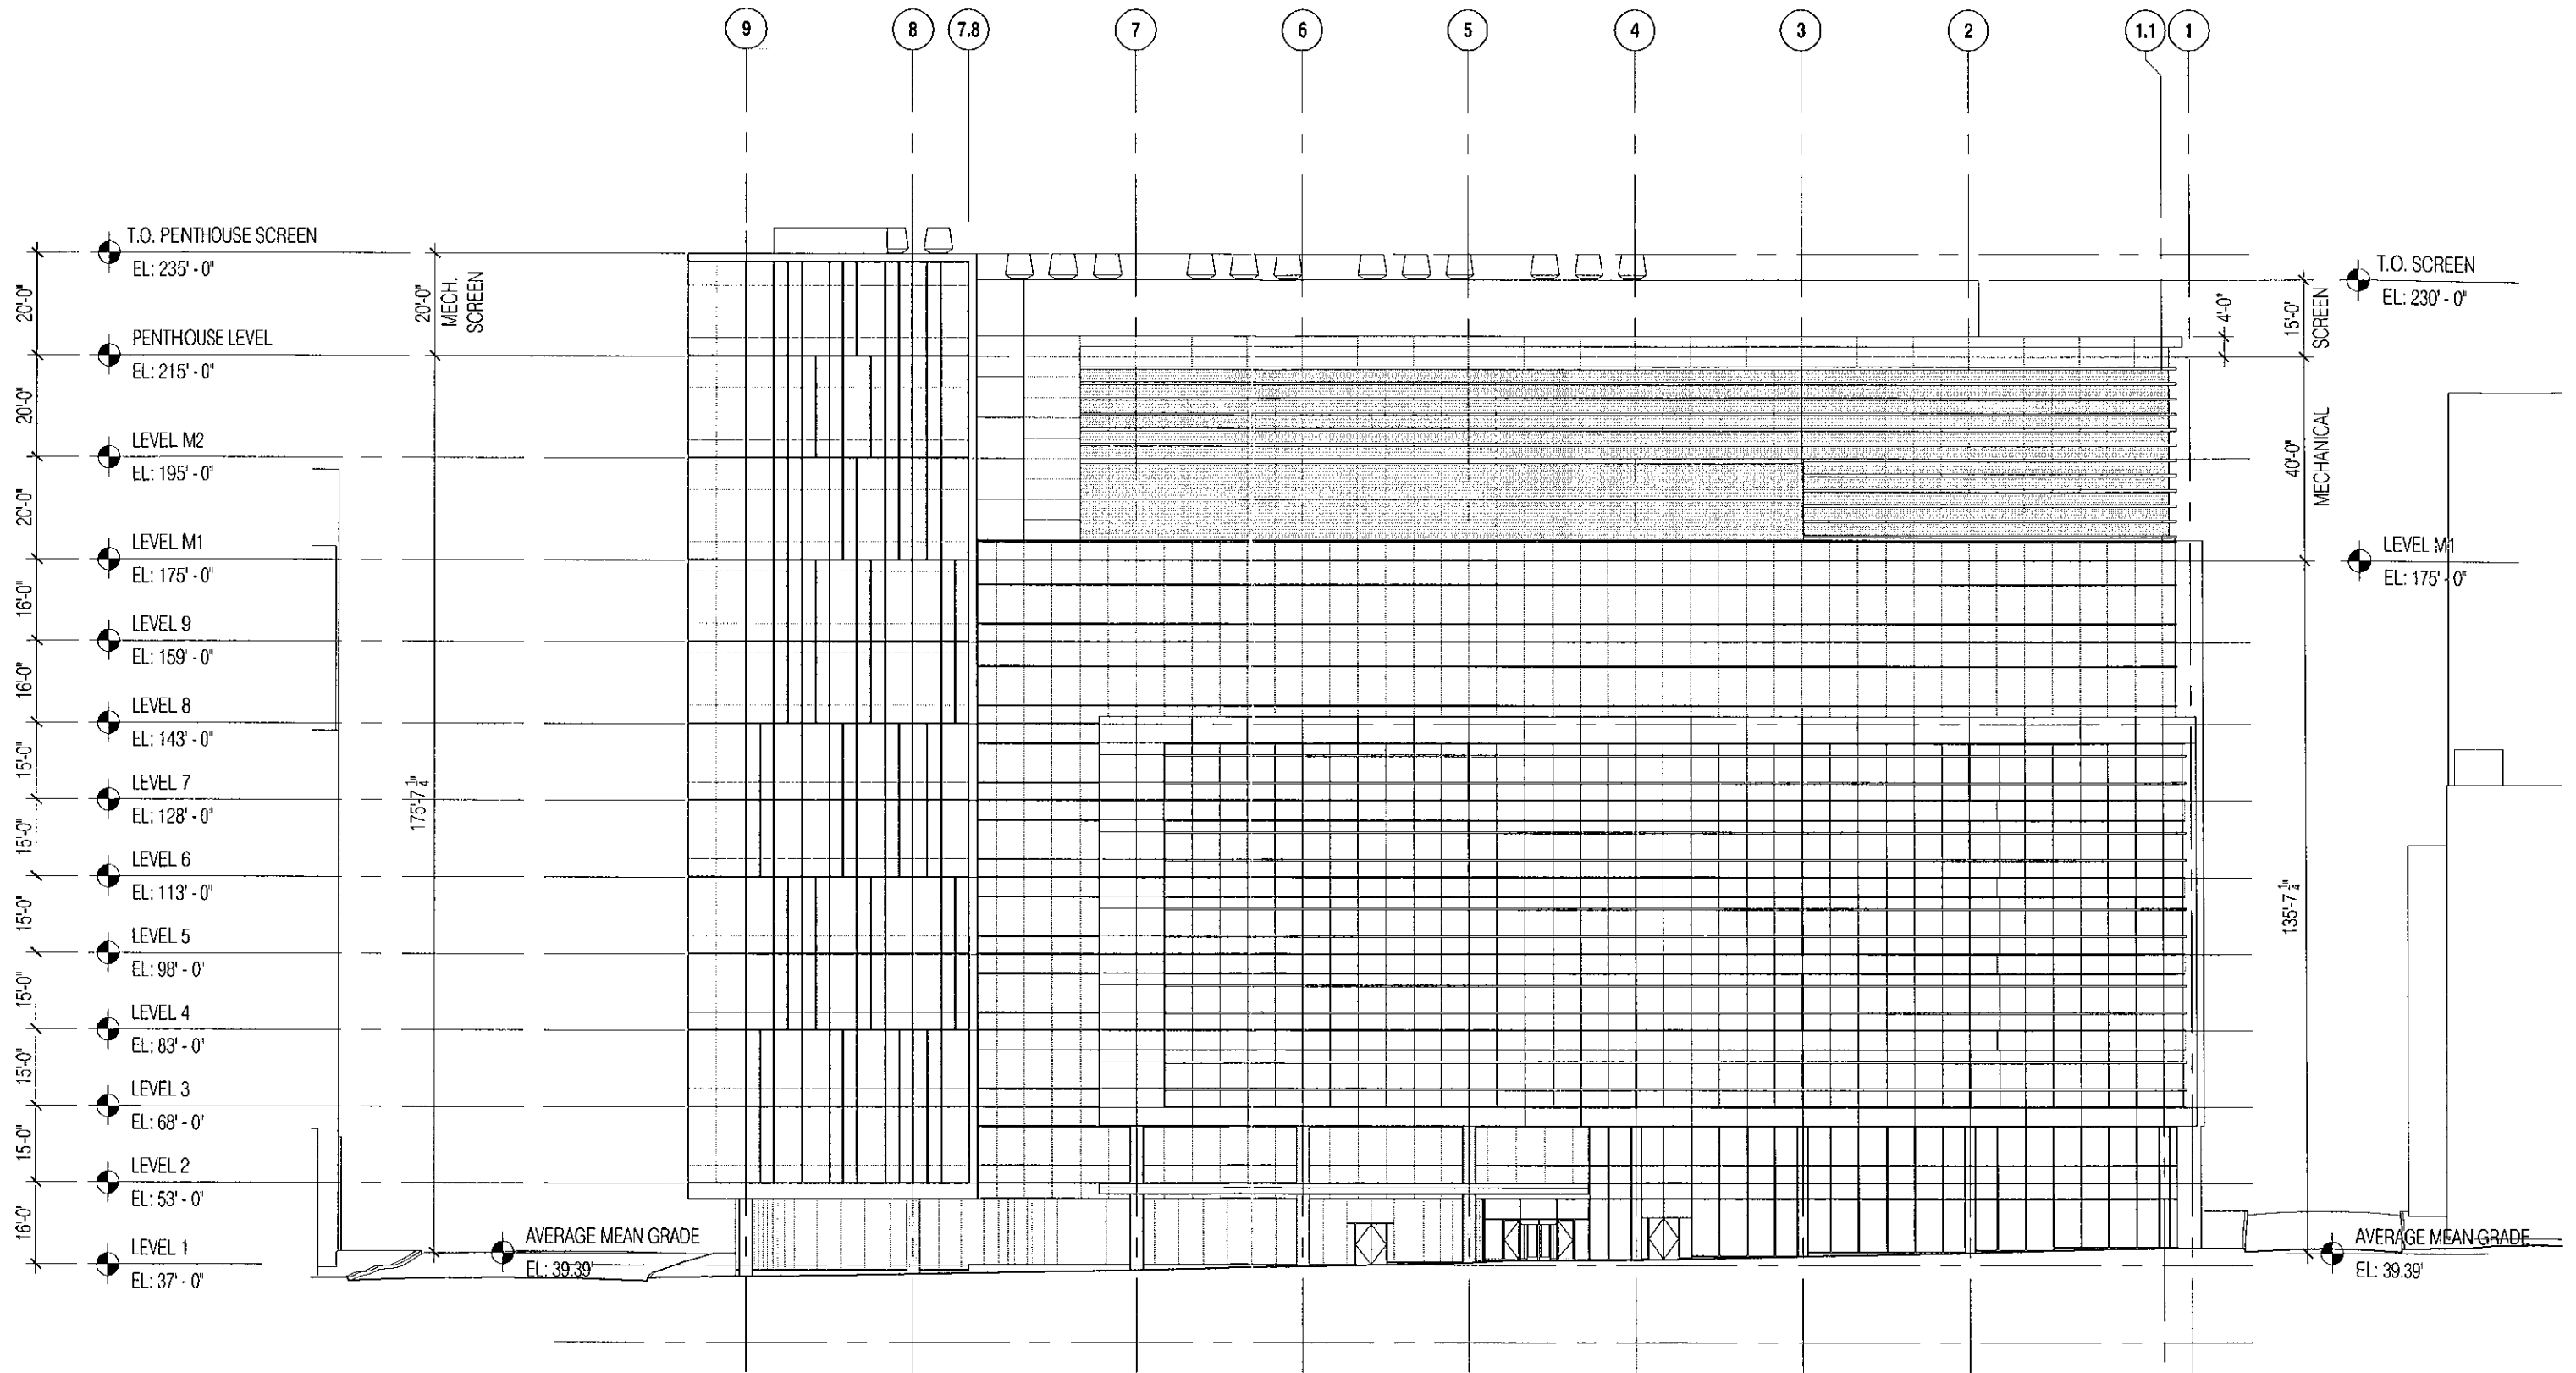 9 8 7.8 7 6 5 4 3 2 1.1 1
T.O. PENTHOUSE SCREEN
EL: 235' - 0"
20'-0"
PENTHOUSE LEVEL
EL: 215' - 0"
20'-0"
LEVEL M2
EL: 195' - 0"
20'-0"
LEVEL M1
EL: 175' - 0"
16'-0"
LEVEL 9
EL: 159' - 0"
16'-0"
LEVEL 8
EL: 143' - 0"
15'-0"
LEVEL 7
EL: 128' - 0"
15'-0"
LEVEL 6
EL: 113' - 0"
15'-0"
LEVEL 5
EL: 98' - 0"
15'-0"
LEVEL 4
EL: 83' - 0"
15'-0"
LEVEL 3
EL: 68' - 0"
15'-0"
LEVEL 2
EL: 53' - 0"
16'-0"
LEVEL 1
EL: 37' - 0"
20'-0"
MECH.
SCREEN
175'-7 1/4"
AVERAGE MEAN GRADE
EL: 39.39'
T.O. SCREEN
EL: 230' - 0"
4'-0"
15'-0"
SCREEN
40'-0"
MECHANICAL
LEVEL M1
EL: 175' - 0"
135'-7 1/4"
AVERAGE MEAN GRADE
EL: 39.39'